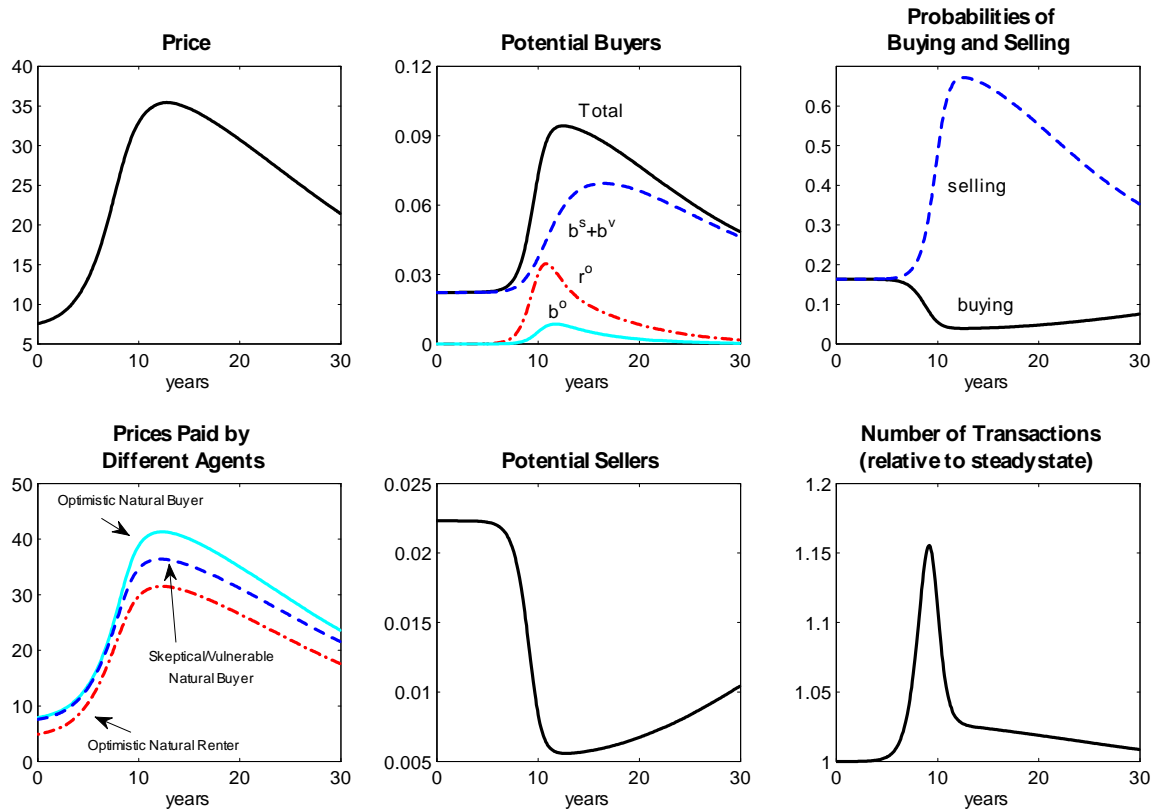 Price
40
35
30
25
20
15
10
5
0 10 20 30
years
Potential Buyers
0.12
0.09
0.06
0.03
0
Total
b^s+b^v
r^o
b^o
0 10 20 30
years
Probabilities of
Buying and Selling
0.6
0.5
0.4
0.3
0.2
0.1
0
selling
buying
0 10 20 30
years
Prices Paid by
Different Agents
50
40
30
20
10
0
Optimistic Natural Buyer
Skeptical/Vulnerable
Natural Buyer
Optimistic Natural Renter
0 10 20 30
years
Potential Sellers
0.025
0.02
0.015
0.01
0.005
0 10 20 30
years
Number of Transactions
(relative to steady state)
1.2
1.15
1.1
1.05
1
0 10 20 30
years